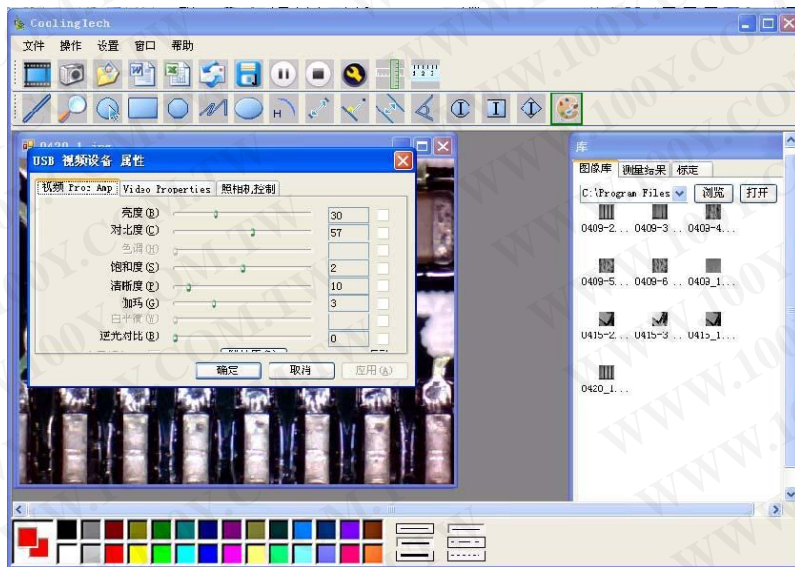 CoolingTech
文件 操作 设置 窗口 帮助
H
USB 视频设备 属性
视频 Proc Amp Video Properties 照相机控制
亮度(B) 30
对比度(C) 57
色调(H)
饱和度(S) 2
清晰度(P) 10
伽玛(G) 3
白平衡(W)
逆光对比(B) 0
确定 取消 应用(A)
库
图像库 测量结果 标定
C:\Program Files 浏览 打开
0409-2... 0409-3 0409-4...
0409-5... 0409-6 0409_1...
0415-2... 0415-3 0415_1...
0420_1...
WWW.100Y.COM.TW